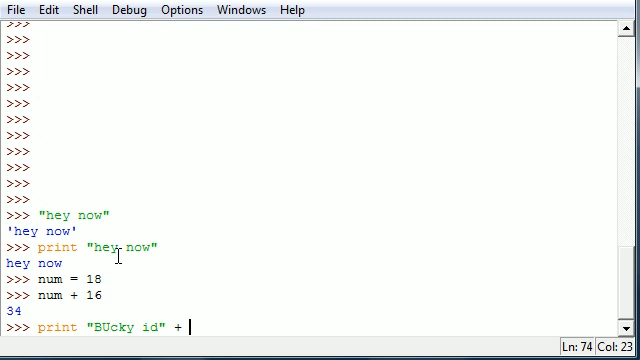 File Edit Shell Debug Options Windows Help
>>>
>>>
>>>
>>>
>>>
>>>
>>>
>>>
>>>
>>>
>>>
>>>
>>> "hey now"
'hey now'
>>> print "hey now"
hey now
>>> num = 18
>>> num + 16
34
>>> print "BUcky id" +
Ln: 74 Col: 23